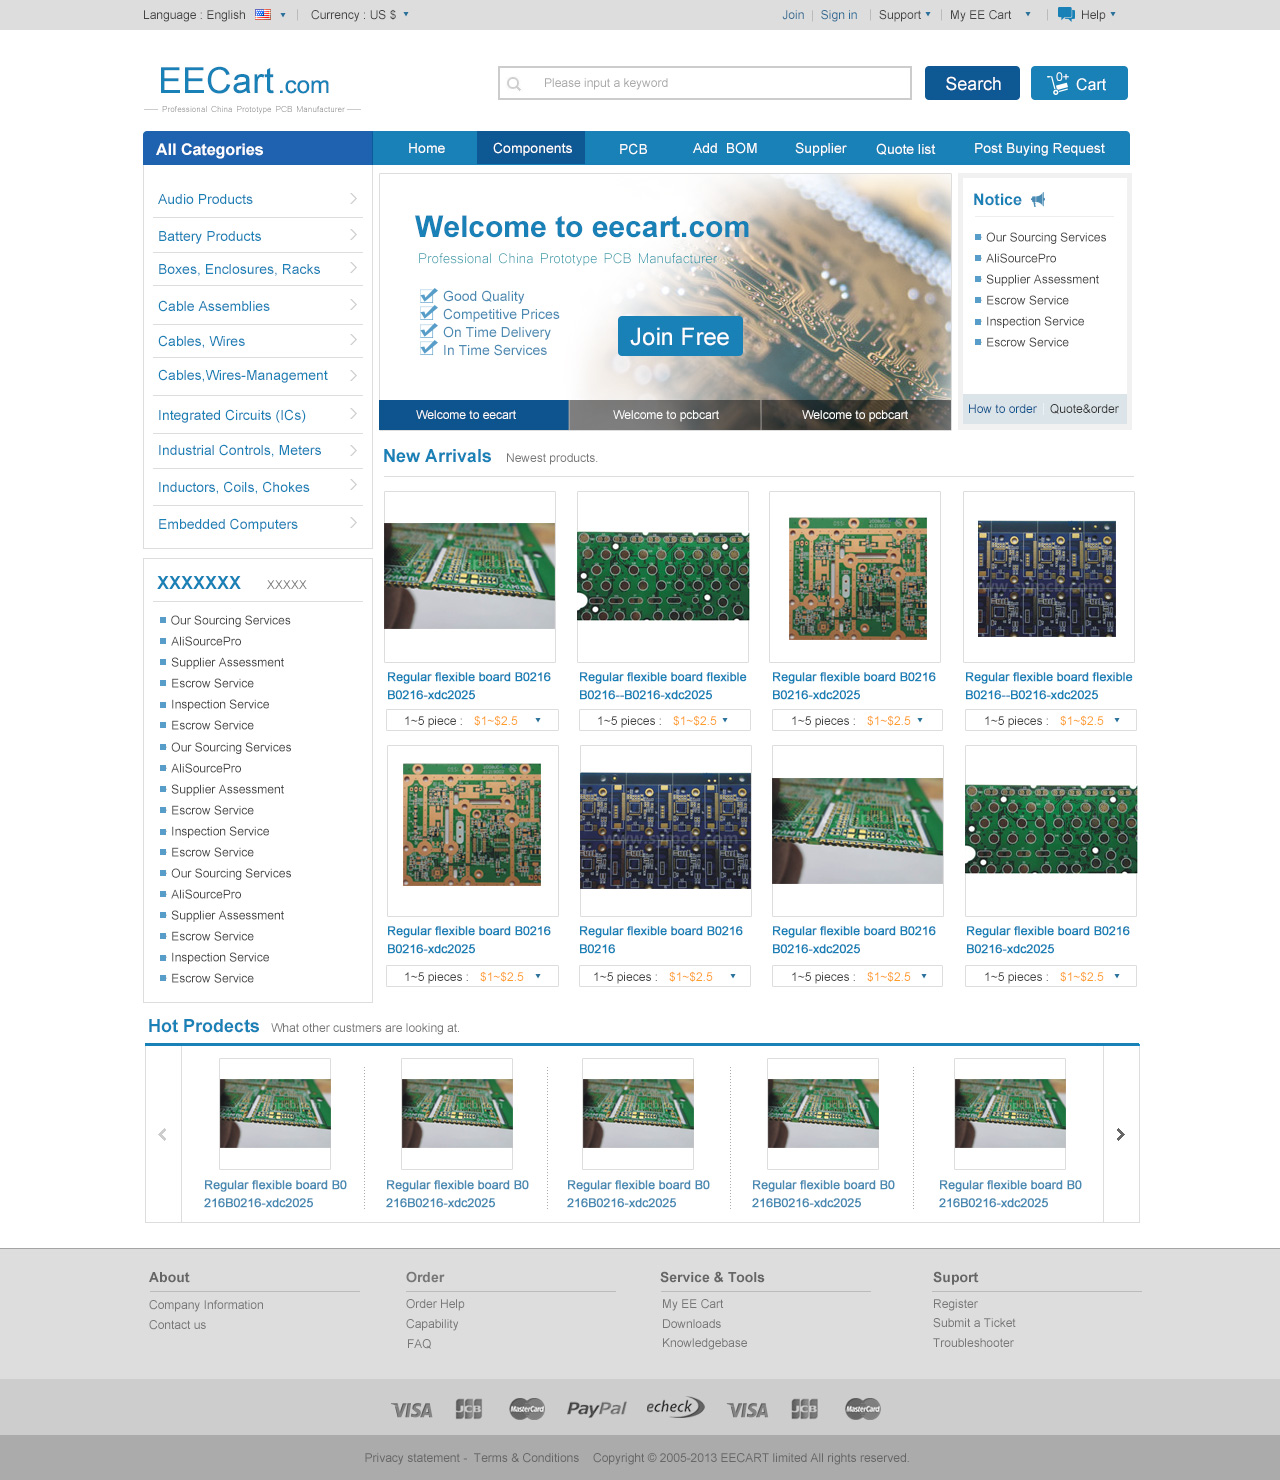 Language : English
Currency : US $
Join
Sign in
Support
My EE Cart
Help
EECart.com
Professional China Prototype PCB Manufacturer
Please input a keyword
Search
0+
Cart
All Categories
Home
Components
PCB
Add BOM
Supplier
Quote list
Post Buying Request
Audio Products
Battery Products
Boxes, Enclosures, Racks
Cable Assemblies
Cables, Wires
Cables,Wires-Management
Integrated Circuits (ICs)
Industrial Controls, Meters
Inductors, Coils, Chokes
Embedded Computers
Welcome to eecart.com
Professional China Prototype PCB Manufacturer
Good Quality
Competitive Prices
On Time Delivery
In Time Services
Join Free
Welcome to eecart
Welcome to pcbcart
Welcome to pcbcart
Notice
Our Sourcing Services
AliSourcePro
Supplier Assessment
Escrow Service
Inspection Service
Escrow Service
How to order
Quote&order
XXXXXXX
XXXXX
Our Sourcing Services
AliSourcePro
Supplier Assessment
Escrow Service
Inspection Service
Escrow Service
Our Sourcing Services
AliSourcePro
Supplier Assessment
Escrow Service
Inspection Service
Escrow Service
Our Sourcing Services
AliSourcePro
Supplier Assessment
Escrow Service
Inspection Service
Escrow Service
New Arrivals
Newest products.
Regular flexible board B0216
B0216-xdc2025
1~5 piece : $1~$2.5
Regular flexible board flexible
B0216--B0216-xdc2025
1~5 pieces : $1~$2.5
Regular flexible board B0216
B0216-xdc2025
1~5 pieces : $1~$2.5
Regular flexible board flexible
B0216--B0216-xdc2025
1~5 pieces : $1~$2.5
Regular flexible board B0216
B0216-xdc2025
1~5 pieces : $1~$2.5
Regular flexible board B0216
B0216
1~5 pieces : $1~$2.5
Regular flexible board B0216
B0216-xdc2025
1~5 pieces : $1~$2.5
Regular flexible board B0216
B0216-xdc2025
1~5 pieces : $1~$2.5
Hot Prodects
What other custmers are looking at.
Regular flexible board B0
216B0216-xdc2025
Regular flexible board B0
216B0216-xdc2025
Regular flexible board B0
216B0216-xdc2025
Regular flexible board B0
216B0216-xdc2025
Regular flexible board B0
216B0216-xdc2025
About
Company Information
Contact us
Order
Order Help
Capability
FAQ
Service & Tools
My EE Cart
Downloads
Knowledgebase
Suport
Register
Submit a Ticket
Troubleshooter
VISA
JCB
MasterCard
PayPal
echeck
VISA
JCB
MasterCard
Privacy statement - Terms & Conditions Copyright © 2005-2013 EECART limited All rights reserved.